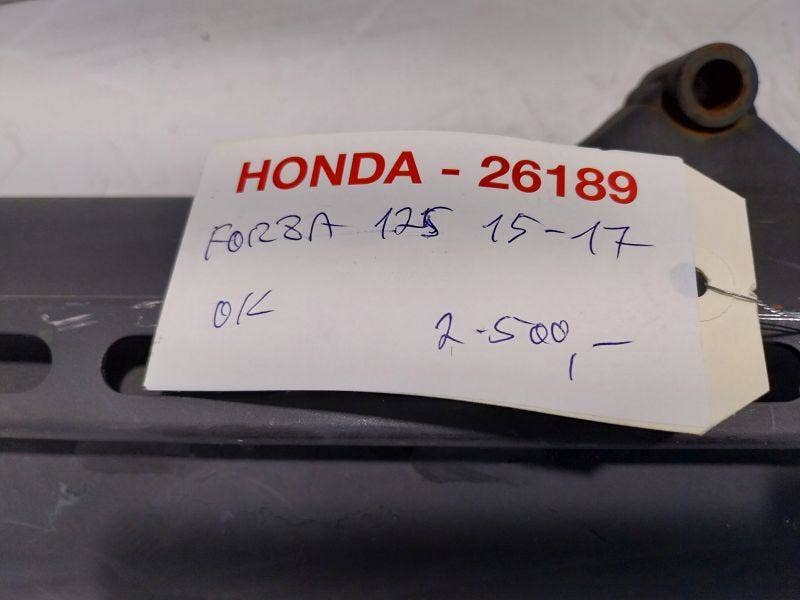 HONDA - 26189
FORZA 125 15-17
OK
2.500,-